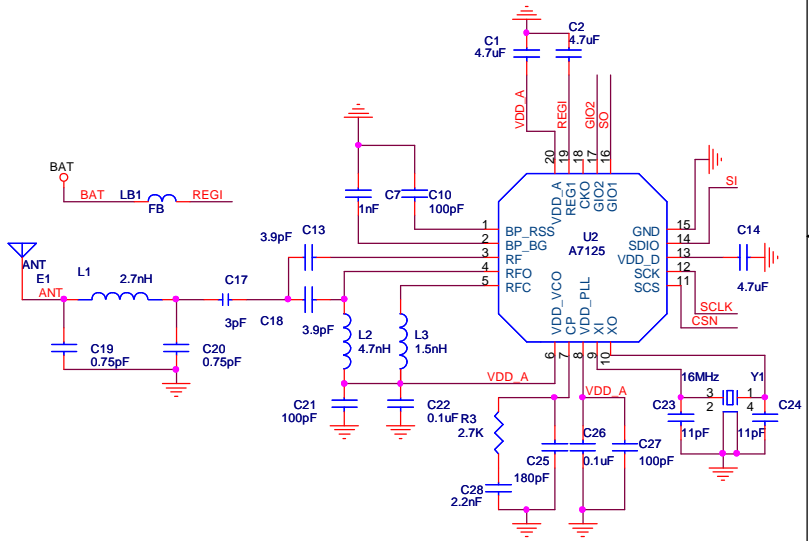 C1
4.7uF
C2
4.7uF
VDD_A
REGI
GIO2
SO
20
19
18
17
16
VDD_A
REG1
CKO
GIO2
GIO1
BAT
BAT
LB1
FB
REGI
1nF
C7
C10
100pF
SI
1
BP_RSS
2
BP_BG
3
RF
4
RFO
5
RFC
U2
A7125
GND
15
SDIO
14
VDD_D
13
SCK
12
SCS
11
C14
4.7uF
SCLK
CSN
ANT
E1
ANT
L1
2.7nH
C17
3pF
3.9pF
C13
C18
3.9pF
VDD_VCO
CP
VDD_PLL
XI
XO
6
7
8
9
10
C19
0.75pF
C20
0.75pF
L2
4.7nH
L3
1.5nH
VDD_A
VDD_A
C21
100pF
C22
0.1uF
R3
2.7K
C25
180pF
C26
0.1uF
C27
100pF
C28
2.2nF
16MHz
Y1
3
1
2
4
C23
11pF
C24
11pF